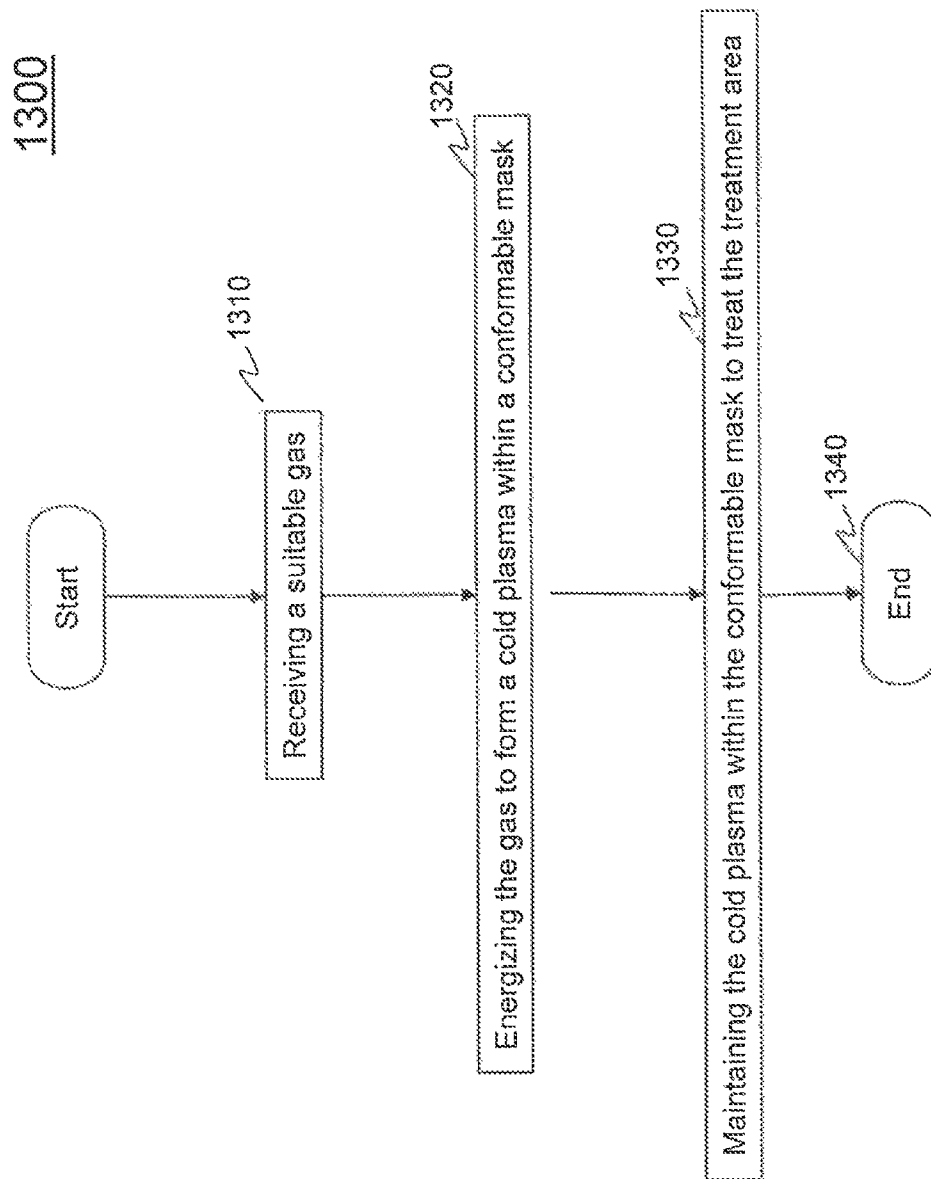 1300
Start
Receiving a suitable gas
1310
Energizing the gas to form a cold plasma within a conformable mask
1320
Maintaining the cold plasma within the conformable mask to treat the treatment area
1330
End
1340